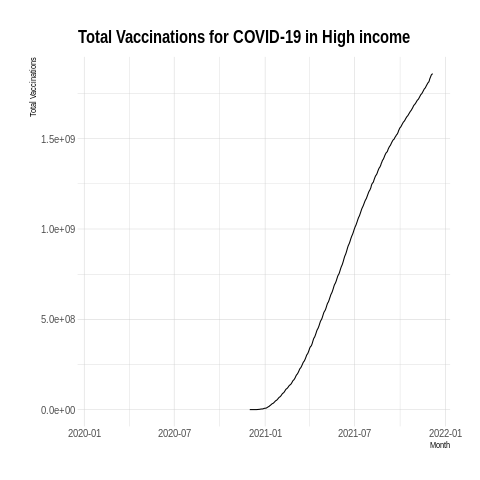 Total Vaccinations for COVID-19 in High income
Total Vaccinations
1.5e+09
1.0e+09
5.0e+08
0.0e+00
2020-01 2020-07 2021-01 2021-07 2022-01
Month